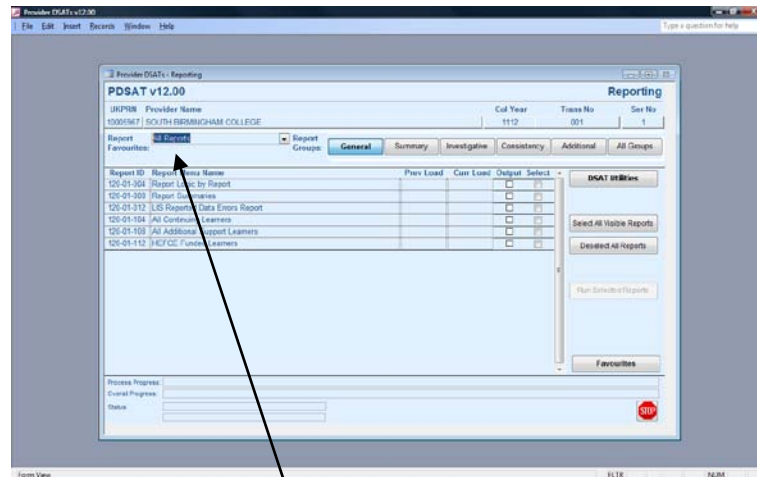 Provider DSATs v12.00
File Edit Insert Records Window Help Type a question for help
Provider DSATs - Reporting
PDSAT v12.00 Reporting
UKPRN Provider Name Col Year Trans No Ser No
10005967 SOUTH BIRMINGHAM COLLEGE 1112 001 1
Report Favourites: All Reports Report Groups: General Summary Investigative Consistency Additional All Groups
Report ID Report Menu Name Prev Load Curr Load Output Select
120-01-304 Report Logic by Report
120-01-300 Report Summaries
120-01-312 LIS Reported Data Errors Report
120-01-104 All Continuing Learners
120-01-108 All Additional Support Learners
120-01-112 HEFCE Funded Learners
DSAT Utilities
Select All Visible Reports
Deselect All Reports
Run Selected Reports
Favourites
Process Progress:
Overall Progress:
Status
STOP
Form View FLTR NUM